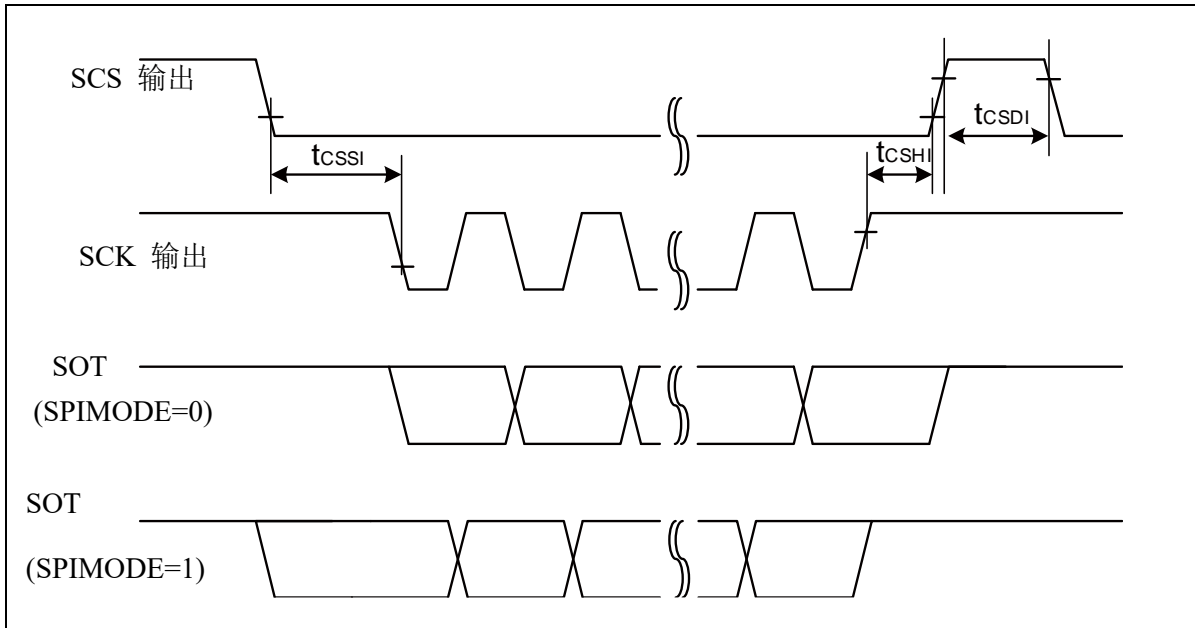 SCS 输出
tCSDI
tCSSI
tCSHI
SCK 输出
SOT
(SPIMODE=0)
SOT
(SPIMODE=1)